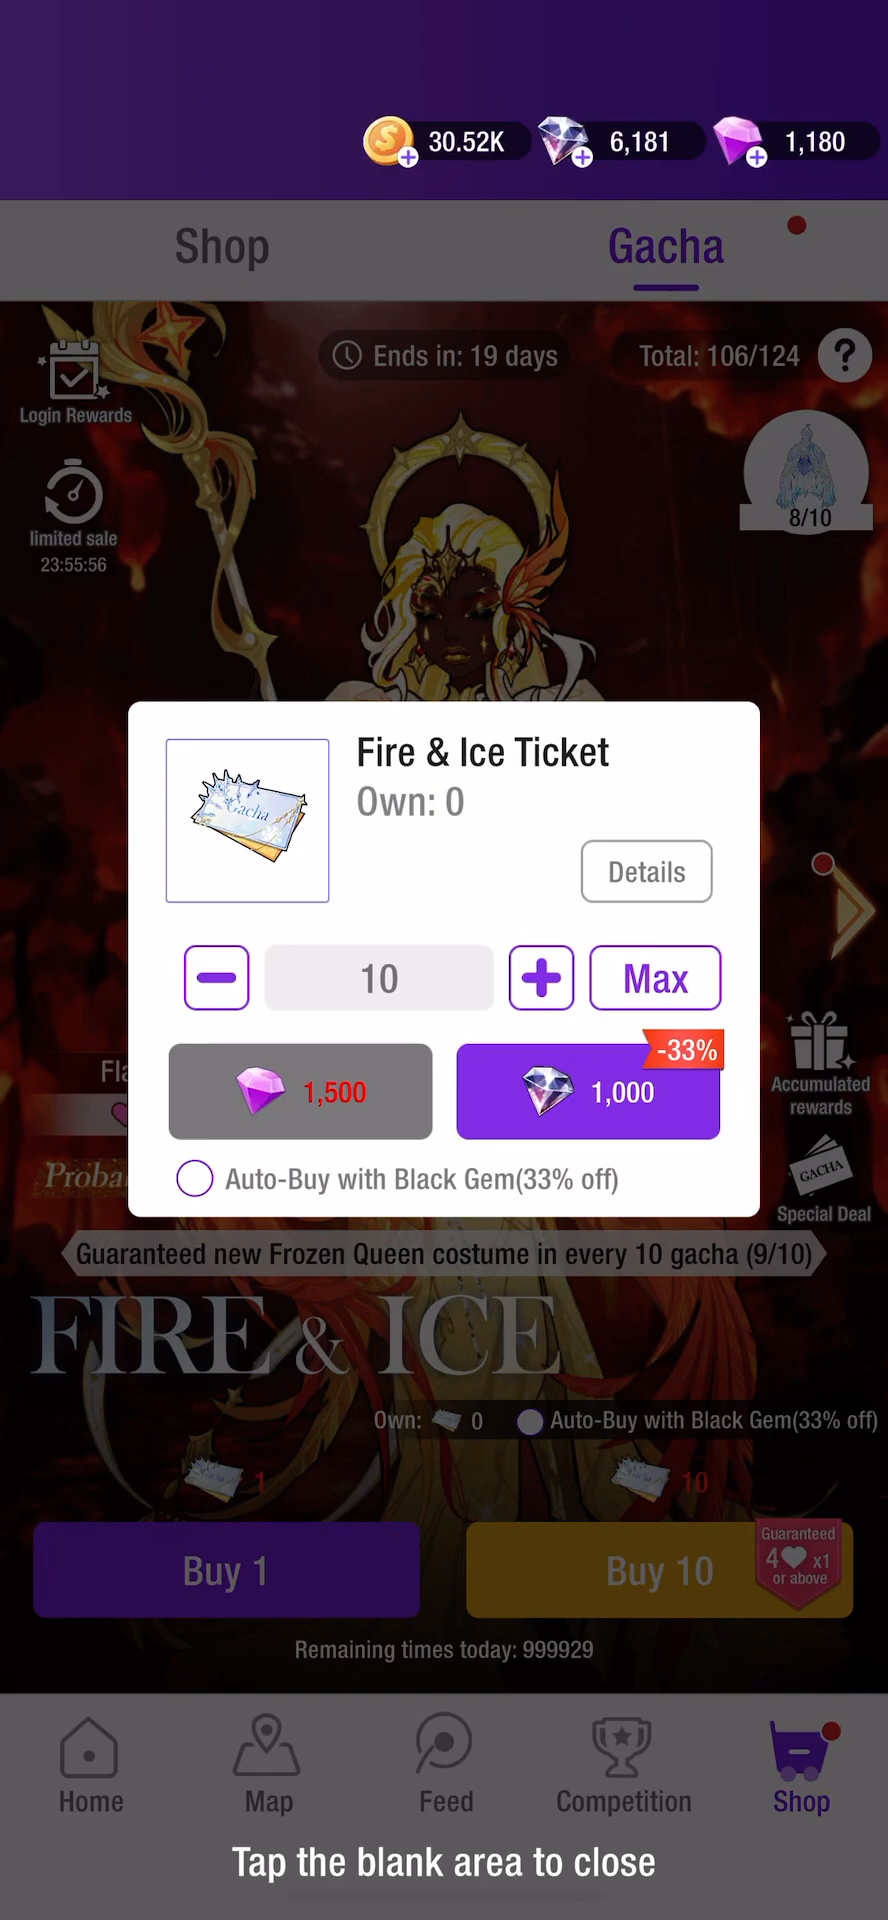 30.52K
6,181
1,180
Shop
Gacha
Ends in: 19 days
Total: 106/124
?
Login Rewards
limited sale
23:55:56
8/10
Fire & Ice Ticket
Own: 0
Gacha
Details
10
Max
-33%
1,500
1,000
Auto-Buy with Black Gem(33% off)
Accumulated
rewards
GACHA
Special Deal
Guaranteed new Frozen Queen costume in every 10 gacha (9/10)
FIRE & ICE
Own: 0
Auto-Buy with Black Gem(33% off)
1
10
Buy 1
Buy 10
Guaranteed
4 x1
or above
Remaining times today: 999929
Home
Map
Feed
Competition
Shop
Tap the blank area to close